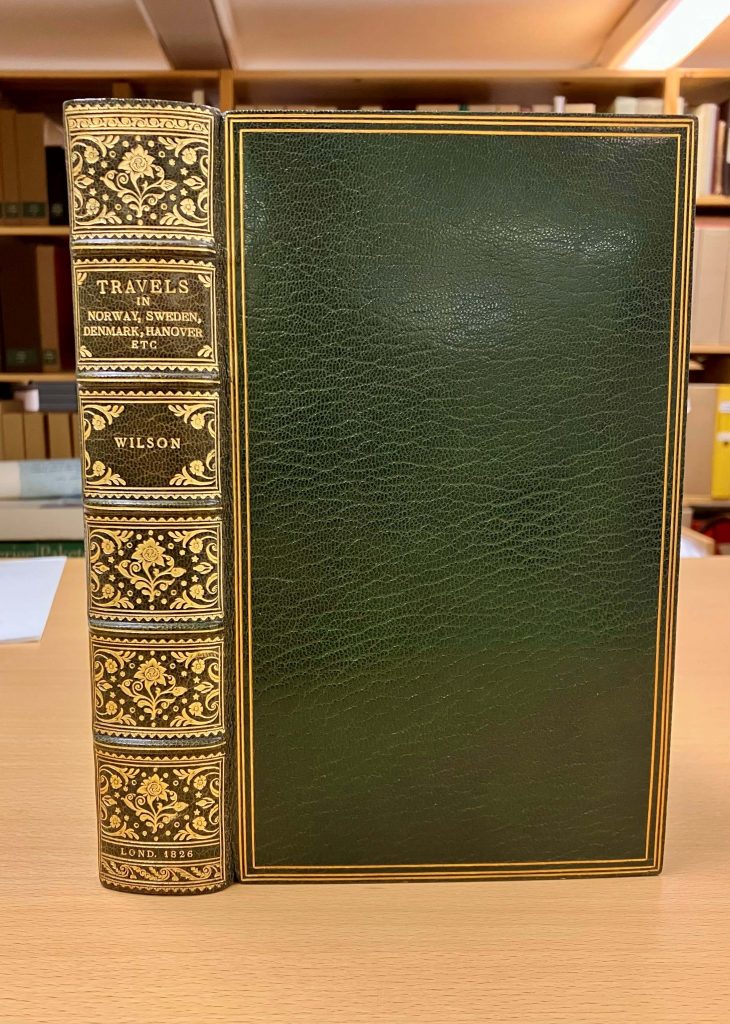 TRAVELS
IN
NORWAY, SWEDEN,
DENMARK, HANOVER
ETC
WILSON
LOND. 1826